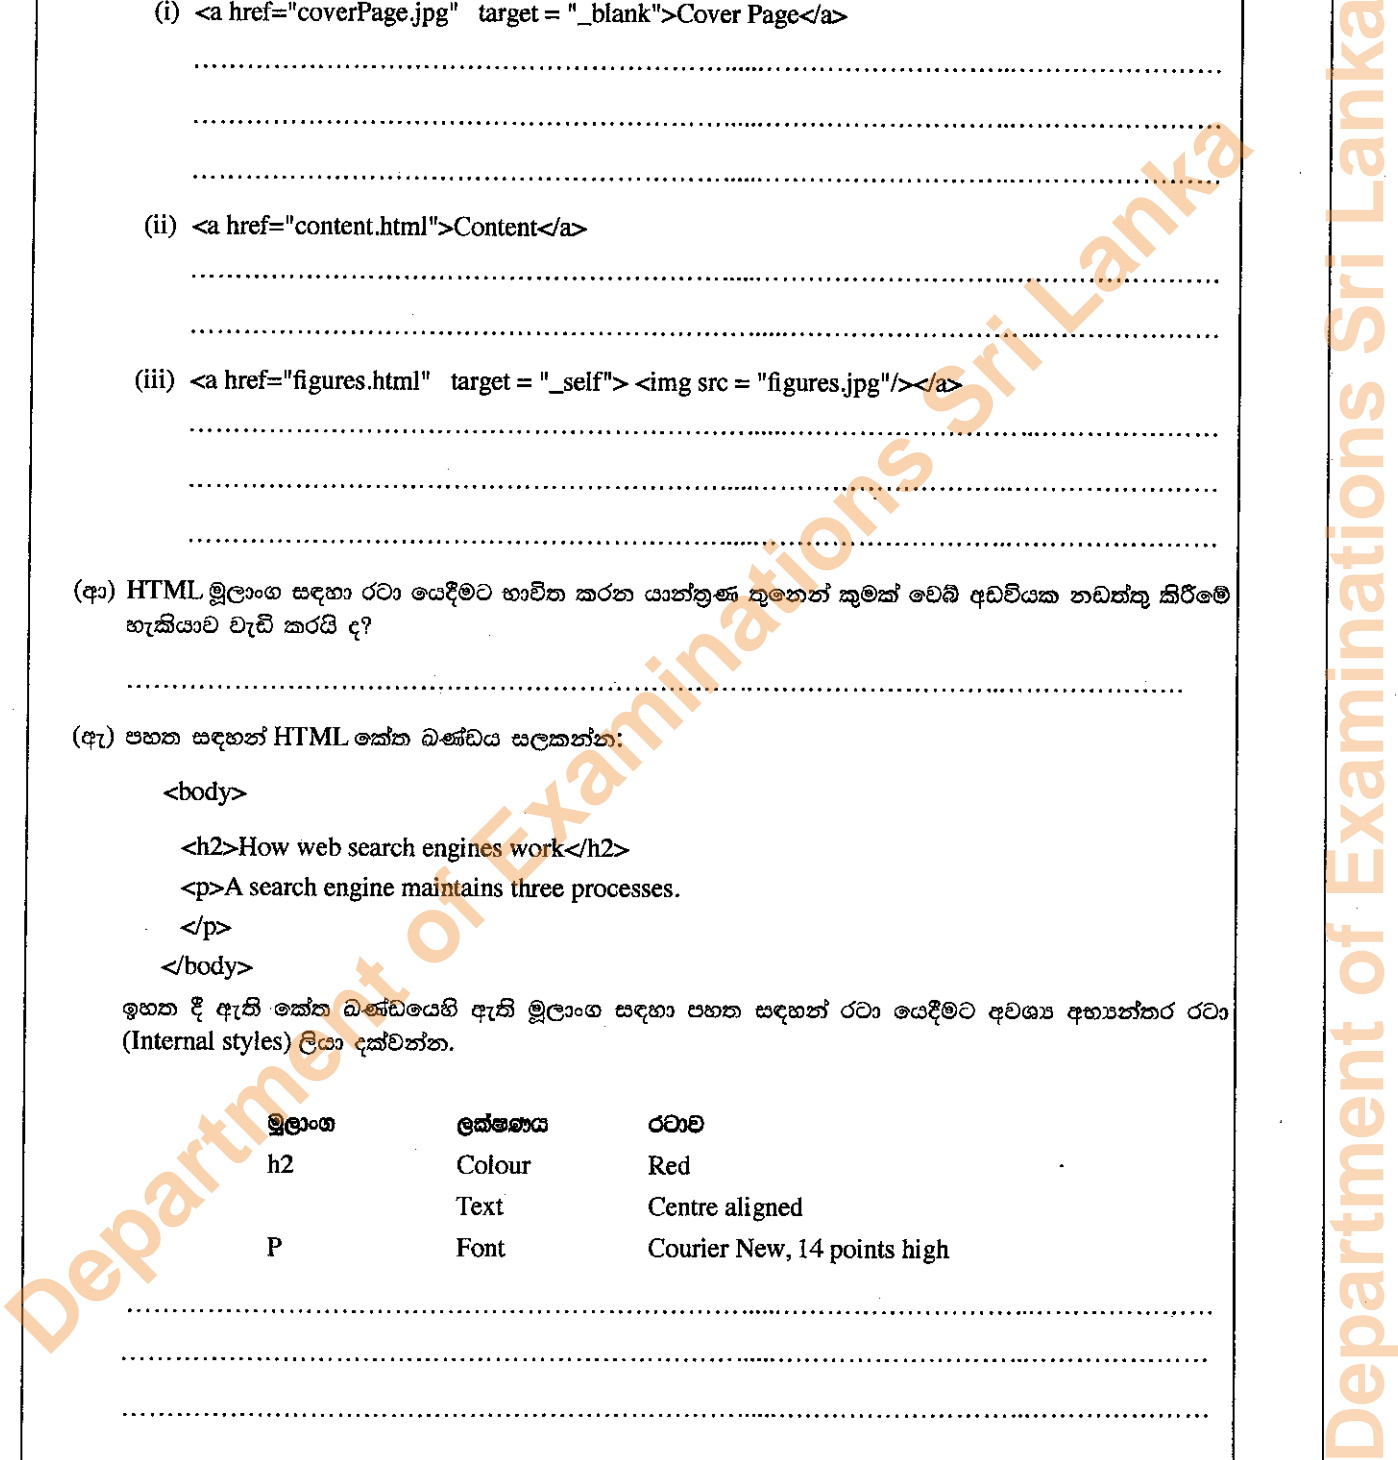 (i) <a href="coverPage.jpg" target = "_blank">Cover Page</a>
(ii) <a href="content.html">Content</a>
(iii) <a href="figures.html" target = "_self"> <img src = "figures.jpg"/></a>
(ආ) HTML මූලාංග සඳහා රටා යෙදීමට භාවිත කරන යාන්ත්‍රණ තුනෙන් කුමක් වෙබ් අඩවියක නඩත්තු කිරීමේ
හැකියාව වැඩි කරයි ද?
(ඇ) පහත සඳහන් HTML කේත ඛණ්ඩය සලකන්න:
<body>
<h2>How web search engines work</h2>
<p>A search engine maintains three processes.
</p>
</body>
ඉහත දී ඇති කේත ඛණ්ඩයෙහි ඇති මූලාංග සඳහා පහත සඳහන් රටා යෙදීමට අවශ්‍ය අභ්‍යන්තර රටා
(Internal styles) ලියා දක්වන්න.
මූලාංග ලක්ෂණය රටාව
h2 Colour Red
Text Centre aligned
P Font Courier New, 14 points high
Department of Examinations Sri Lanka
Department of Examinations Sri Lanka